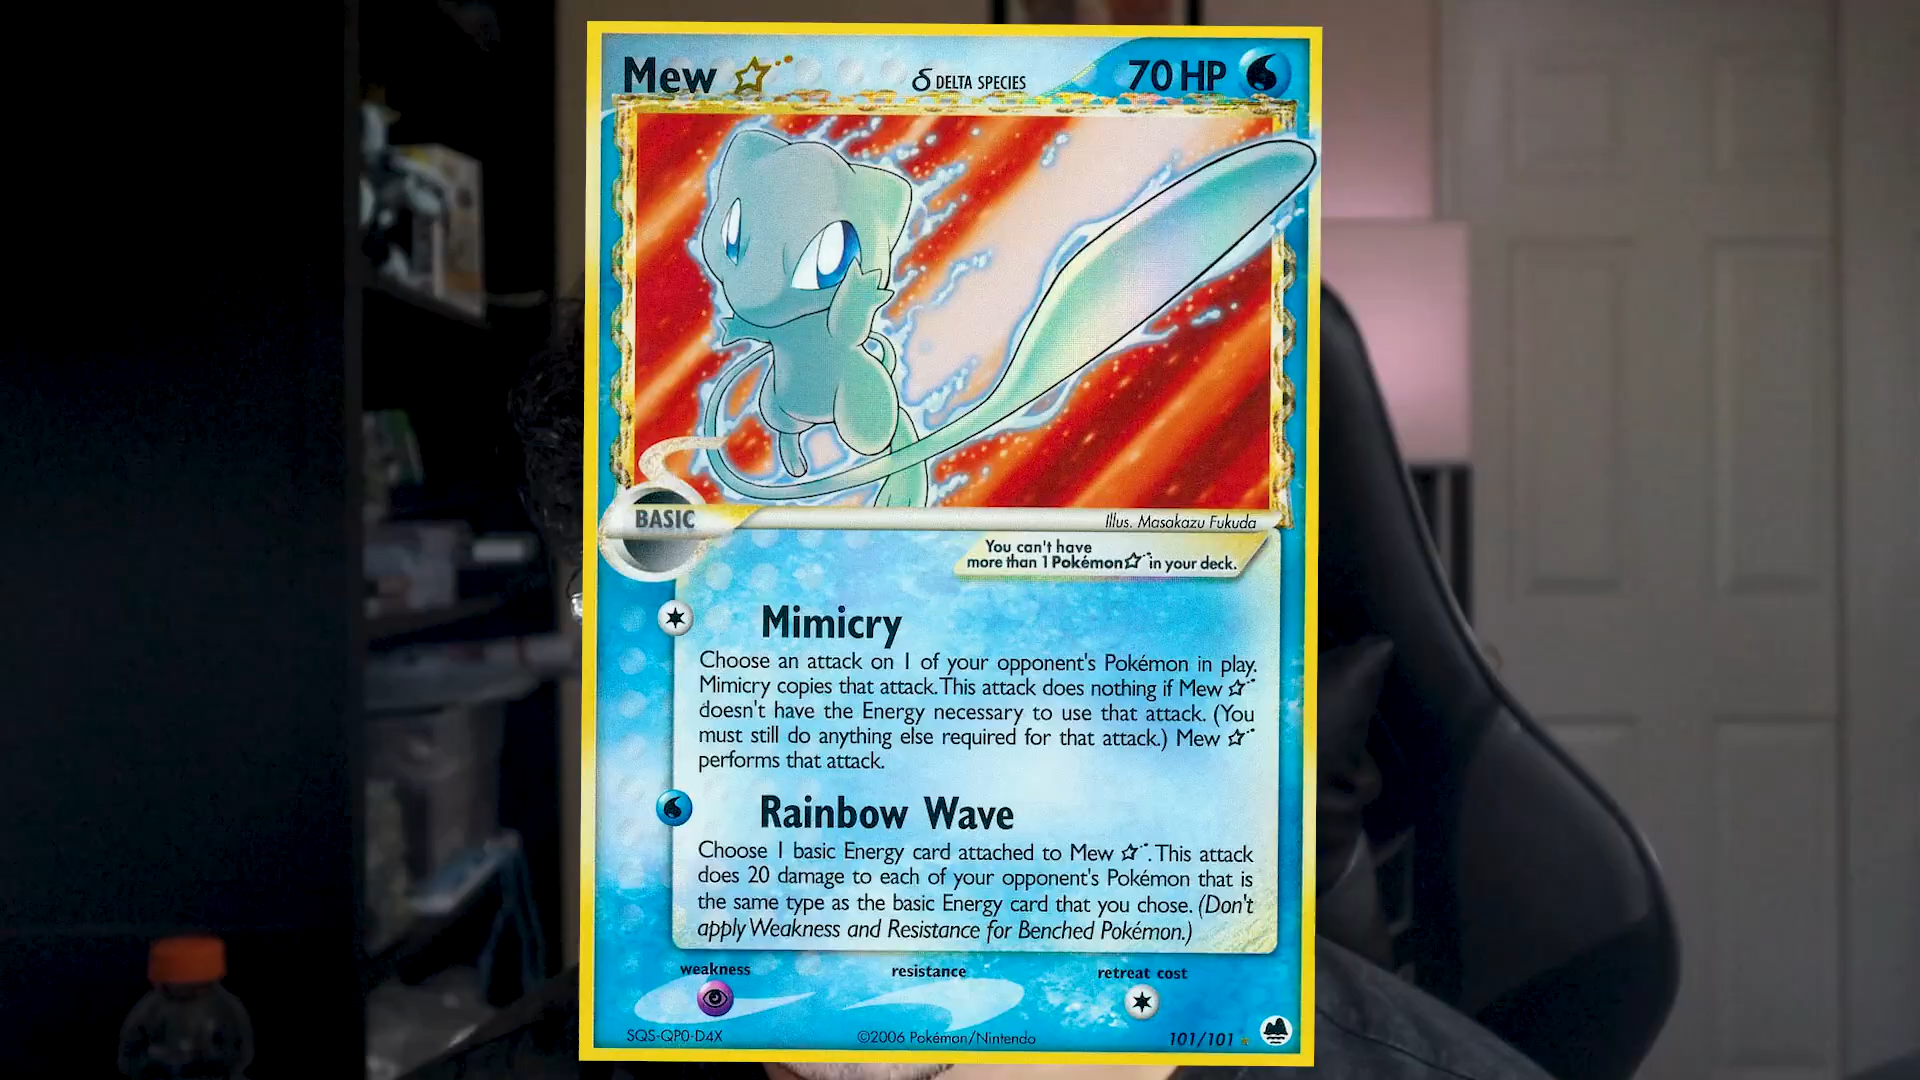 Mew
δ DELTA SPECIES
70 HP
BASIC
Illus. Masakazu Fukuda
You can't have
more than 1 Pokémon☆ in your deck.
Mimicry
Choose an attack on 1 of your opponent's Pokémon in play.
Mimicry copies that attack. This attack does nothing if Mew ☆
doesn't have the Energy necessary to use that attack. (You
must still do anything else required for that attack.) Mew ☆
performs that attack.
Rainbow Wave
Choose 1 basic Energy card attached to Mew ☆. This attack
does 20 damage to each of your opponent's Pokémon that is
the same type as the basic Energy card that you chose. (Don't
apply Weakness and Resistance for Benched Pokémon.)
weakness
resistance
retreat cost
SQS-QP0-D4X
©2006 Pokémon/Nintendo
101/101